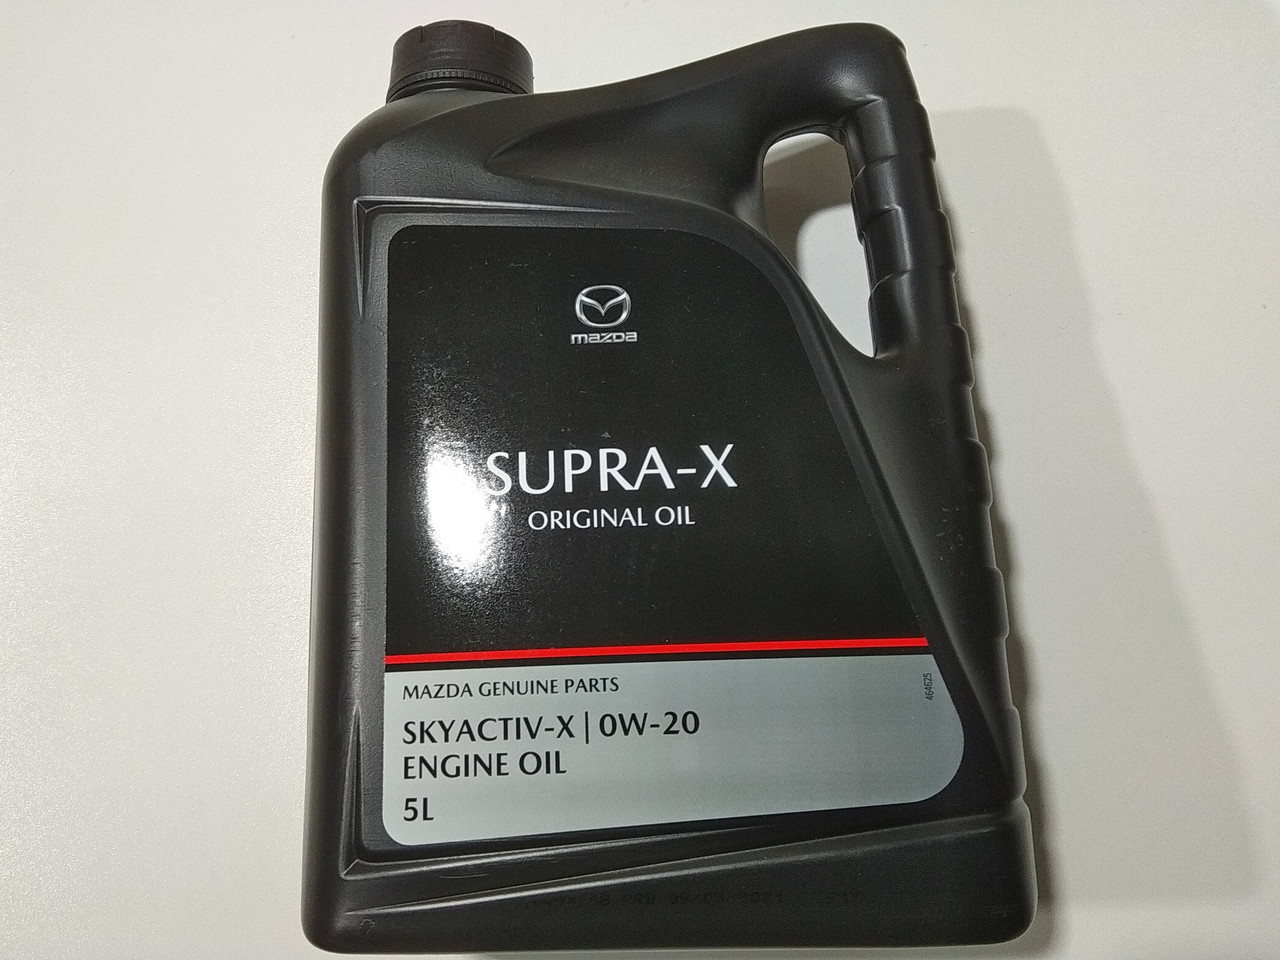 mazda
SUPRA-X
ORIGINAL OIL
MAZDA GENUINE PARTS
464625
SKYACTIV-X | 0W-20
ENGINE OIL
5L